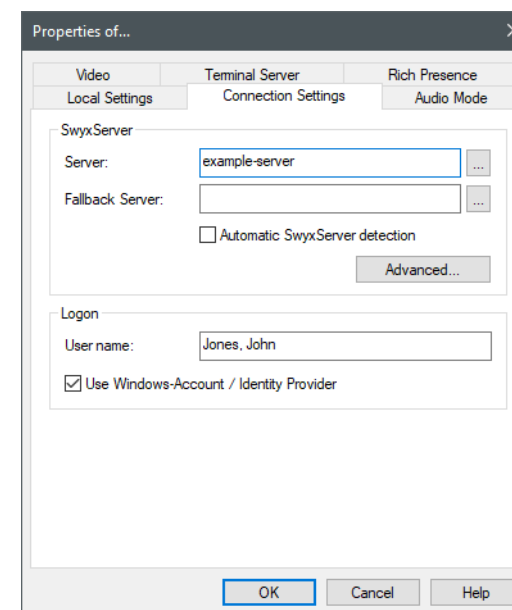 Properties of...
Video Terminal Server Rich Presence
Local Settings Connection Settings Audio Mode
SwyxServer
Server: example-server ...
Fallback Server: ...
Automatic SwyxServer detection
Advanced...
Logon
User name: Jones, John
Use Windows-Account / Identity Provider
OK Cancel Help